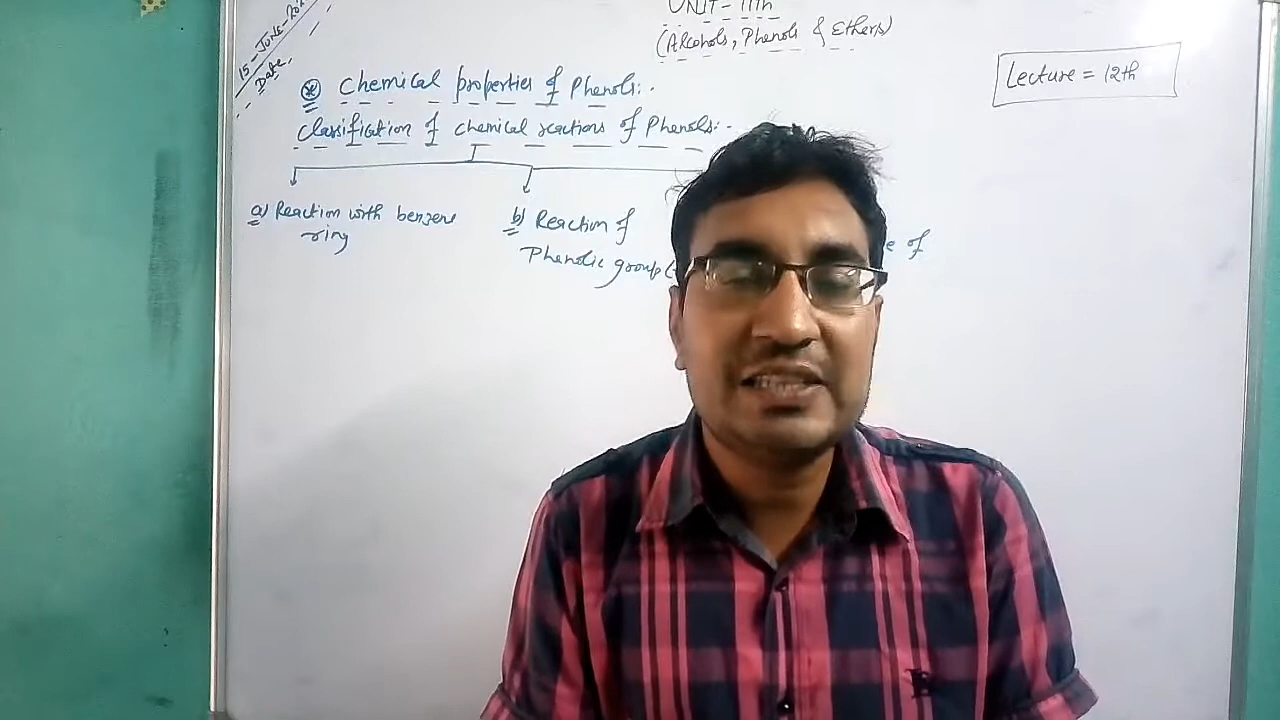 15-June-202
Date.
UNIT-11th
(Alcohols, Phenols & Ethers)
Lecture = 12th
Chemical properties of Phenols:-
Classification of chemical reactions of Phenols:-
a) Reaction with benzene
ring
b) Reaction of
Phenolic group (
e of